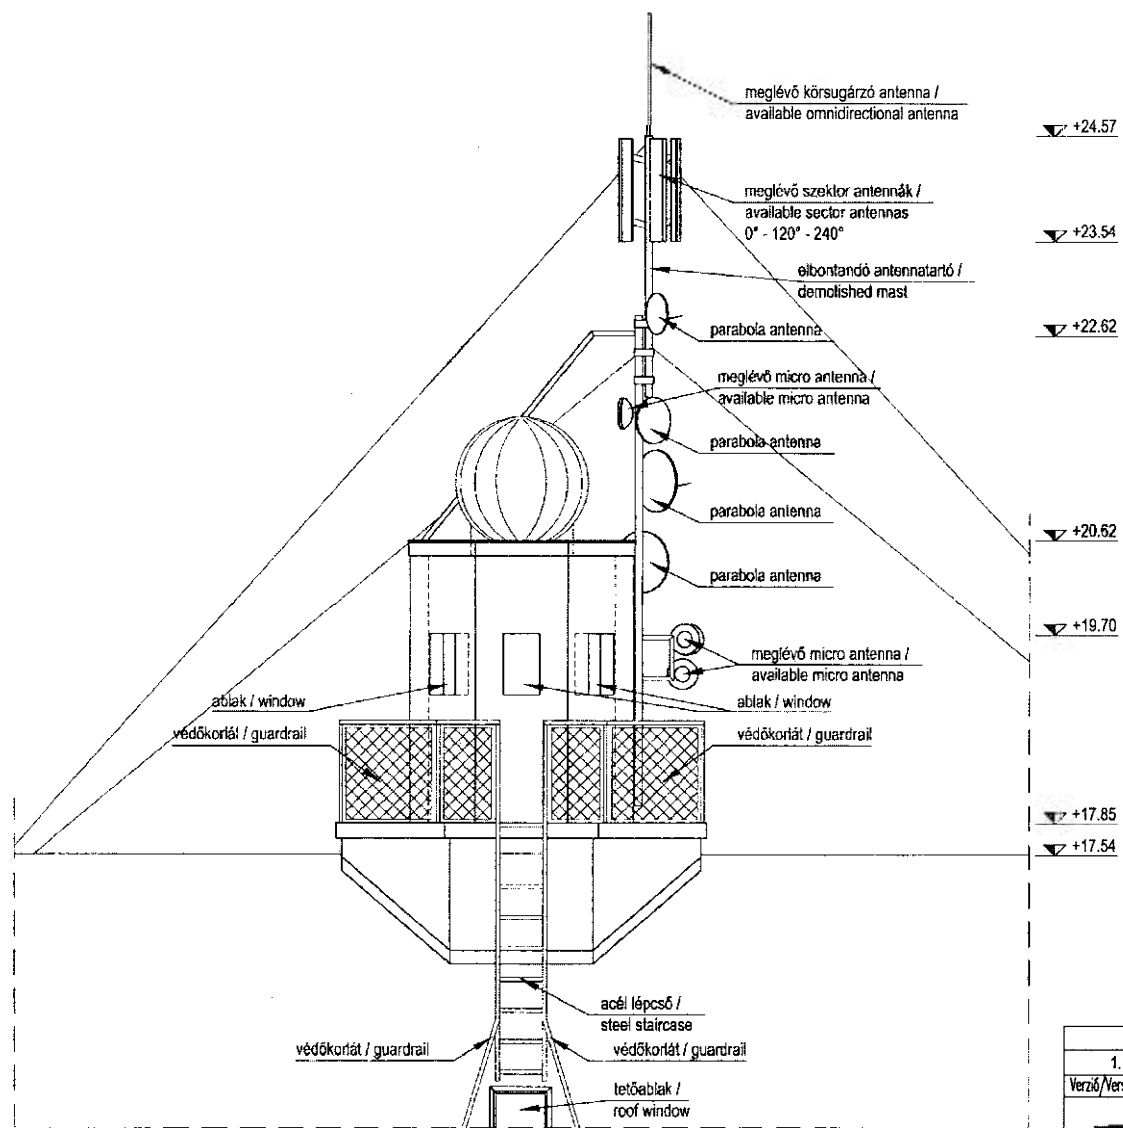 meglévő körsugárzó antenna /
available omnidirectional antenna
+24.57
meglévő szektor antennák /
available sector antennas
0° - 120° - 240°
+23.54
elbontandó antennatartó /
demolished mast
parabola antenna
+22.62
meglévő micro antenna /
available micro antenna
parabola antenna
parabola antenna
+20.62
parabola antenna
+19.70
meglévő micro antenna /
available micro antenna
ablak / window
ablak / window
védőkorlát / guardrail
védőkorlát / guardrail
+17.85
+17.54
acél lépcső /
steel staircase
védőkorlát / guardrail
védőkorlát / guardrail
1.
Verzió/Vers
tetőablak /
roof window